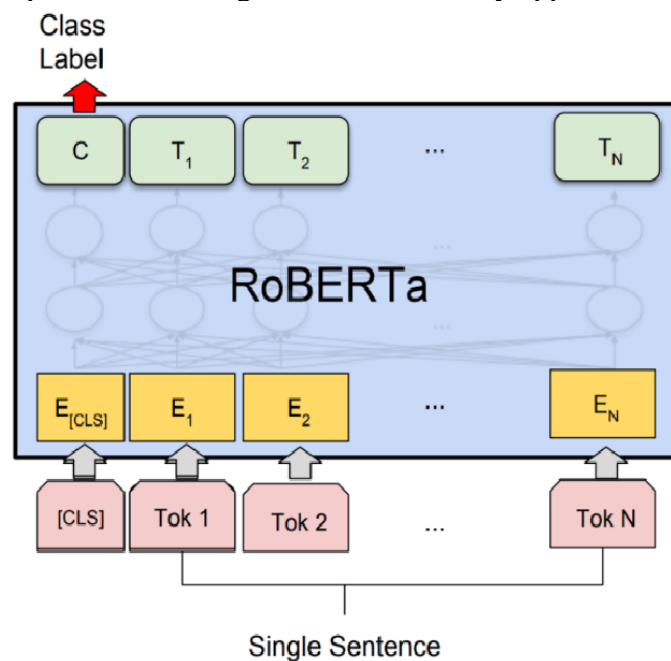 Class
Label
C T1 T2 ... TN
...
RoBERTa
...
E[CLS] E1 E2 ... EN
[CLS] Tok 1 Tok 2 ... Tok N
Single Sentence